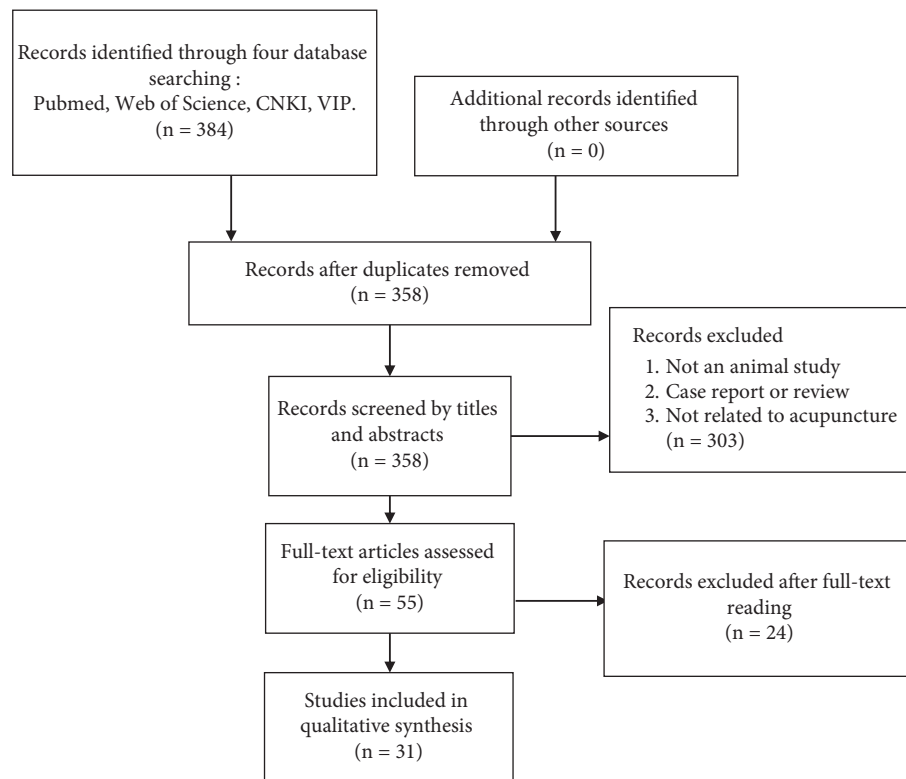 Records identified through four database
searching :
Pubmed, Web of Science, CNKI, VIP.
(n = 384)
Additional records identified
through other sources
(n = 0)
Records after duplicates removed
(n = 358)
Records screened by titles
and abstracts
(n = 358)
Records excluded
1. Not an animal study
2. Case report or review
3. Not related to acupuncture
(n = 303)
Full-text articles assessed
for eligibility
(n = 55)
Records excluded after full-text
reading
(n = 24)
Studies included in
qualitative synthesis
(n = 31)